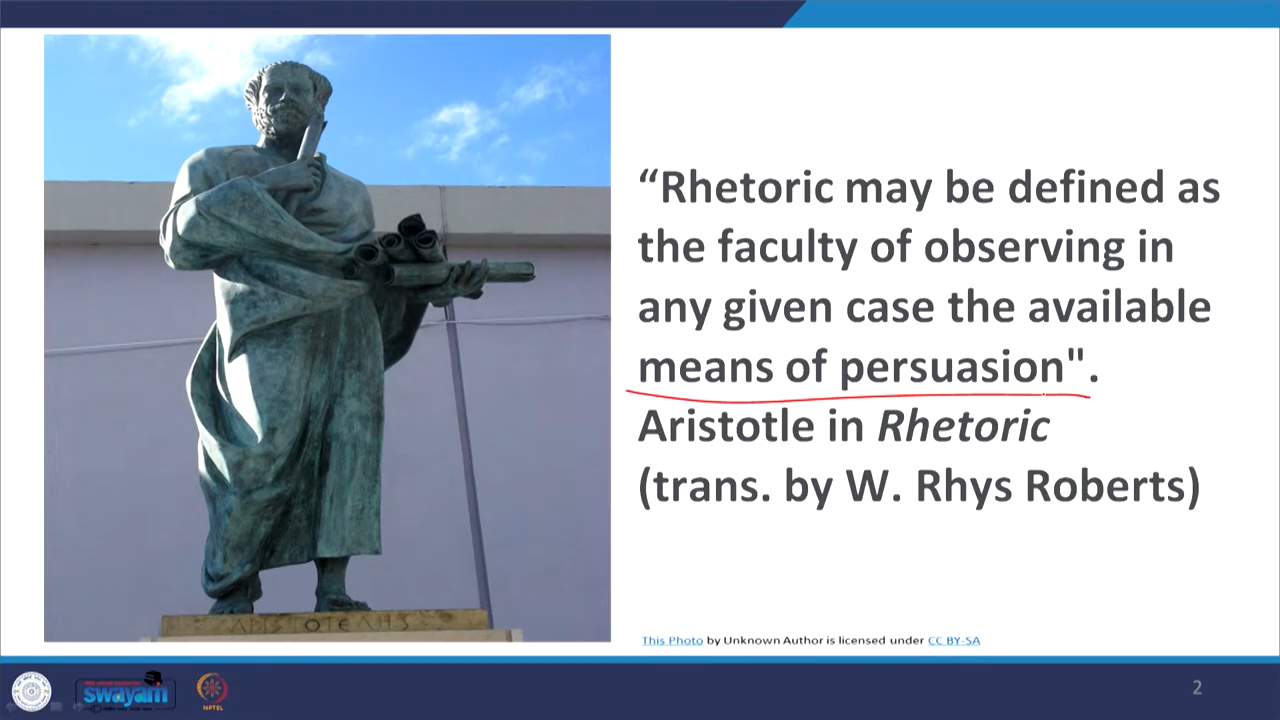 “Rhetoric may be defined as
the faculty of observing in
any given case the available
means of persuasion".
Aristotle in Rhetoric
(trans. by W. Rhys Roberts)
This Photo by Unknown Author is licensed under CC BY-SA
swayam
NPTEL
2